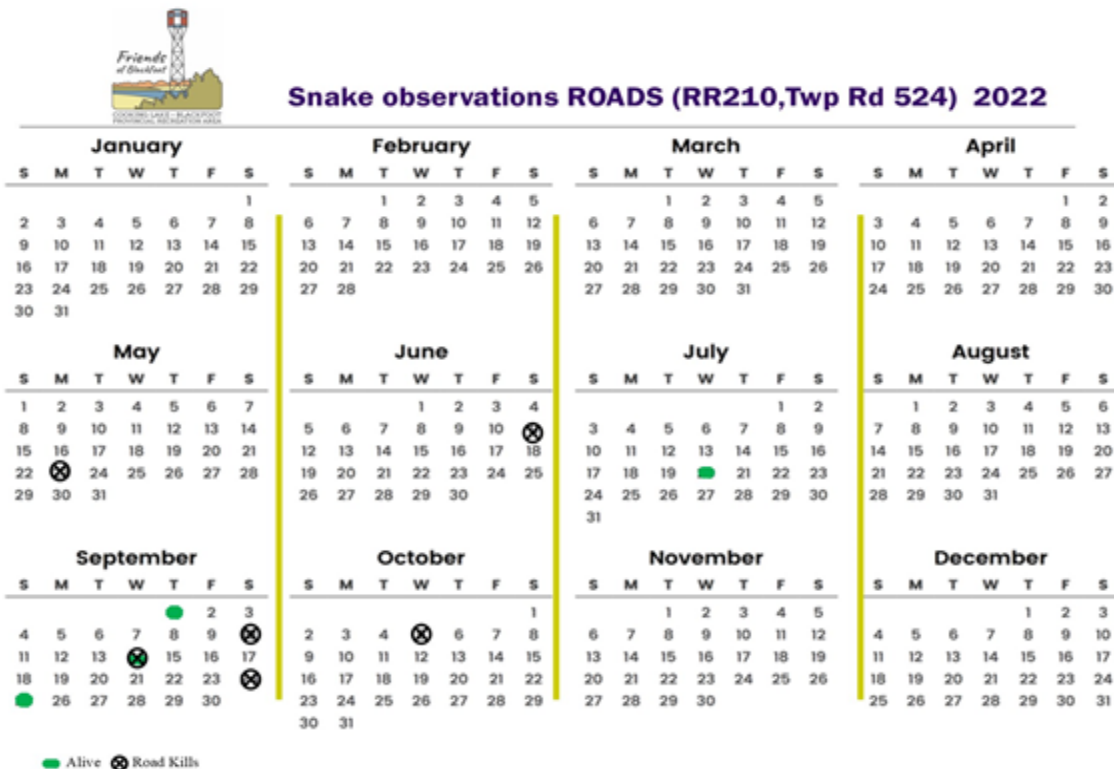 Friends
of Blackfoot
COOKING LAKE – BLACKFOOT
PROVINCIAL RECREATION AREA
Snake observations ROADS (RR210,Twp Rd 524) 2022
January
S M T W T F S
1
2 3 4 5 6 7 8
9 10 11 12 13 14 15
16 17 18 19 20 21 22
23 24 25 26 27 28 29
30 31
February
S M T W T F S
1 2 3 4 5
6 7 8 9 10 11 12
13 14 15 16 17 18 19
20 21 22 23 24 25 26
27 28
March
S M T W T F S
1 2 3 4 5
6 7 8 9 10 11 12
13 14 15 16 17 18 19
20 21 22 23 24 25 26
27 28 29 30 31
April
S M T W T F S
1 2
3 4 5 6 7 8 9
10 11 12 13 14 15 16
17 18 19 20 21 22 23
24 25 26 27 28 29 30
May
S M T W T F S
1 2 3 4 5 6 7
8 9 10 11 12 13 14
15 16 17 18 19 20 21
22 24 25 26 27 28
29 30 31
June
S M T W T F S
1 2 3 4
5 6 7 8 9 10
12 13 14 15 16 17 18
19 20 21 22 23 24 25
26 27 28 29 30
July
S M T W T F S
1 2
3 4 5 6 7 8 9
10 11 12 13 14 15 16
17 18 19 21 22 23
24 25 26 27 28 29 30
31
August
S M T W T F S
1 2 3 4 5 6
7 8 9 10 11 12 13
14 15 16 17 18 19 20
21 22 23 24 25 26 27
28 29 30 31
September
S M T W T F S
2 3
4 5 6 7 8 9
11 12 13 15 16 17
18 19 20 21 22 23
26 27 28 29 30
October
S M T W T F S
1
2 3 4 6 7 8
9 10 11 12 13 14 15
16 17 18 19 20 21 22
23 24 25 26 27 28 29
30 31
November
S M T W T F S
1 2 3 4 5
6 7 8 9 10 11 12
13 14 15 16 17 18 19
20 21 22 23 24 25 26
27 28 29 30
December
S M T W T F S
1 2 3
4 5 6 7 8 9 10
11 12 13 14 15 16 17
18 19 20 21 22 23 24
25 26 27 28 29 30 31
Alive Road Kills